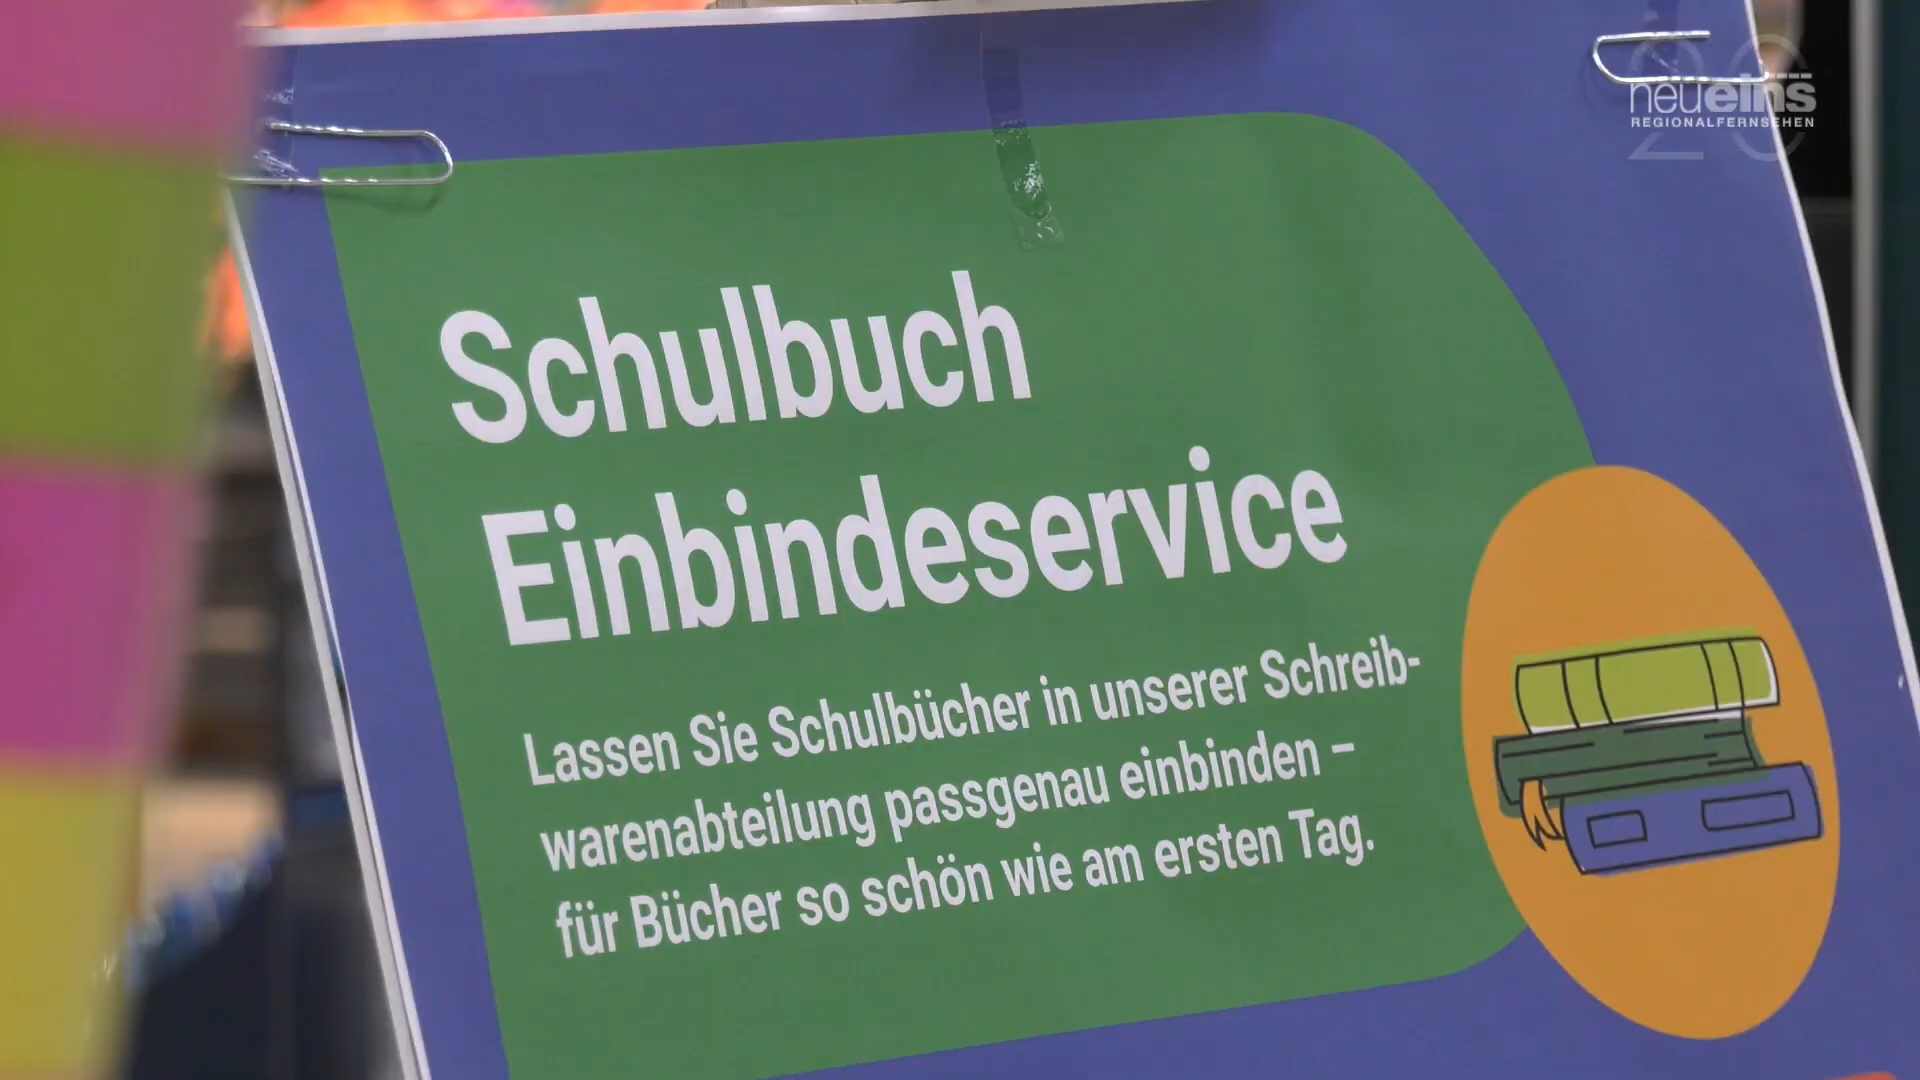 20
neueins
REGIONALFERNSEHEN
Schulbuch
Einbindeservice
Lassen Sie Schulbücher in unserer Schreib-
warenabteilung passgenau einbinden –
für Bücher so schön wie am ersten Tag.